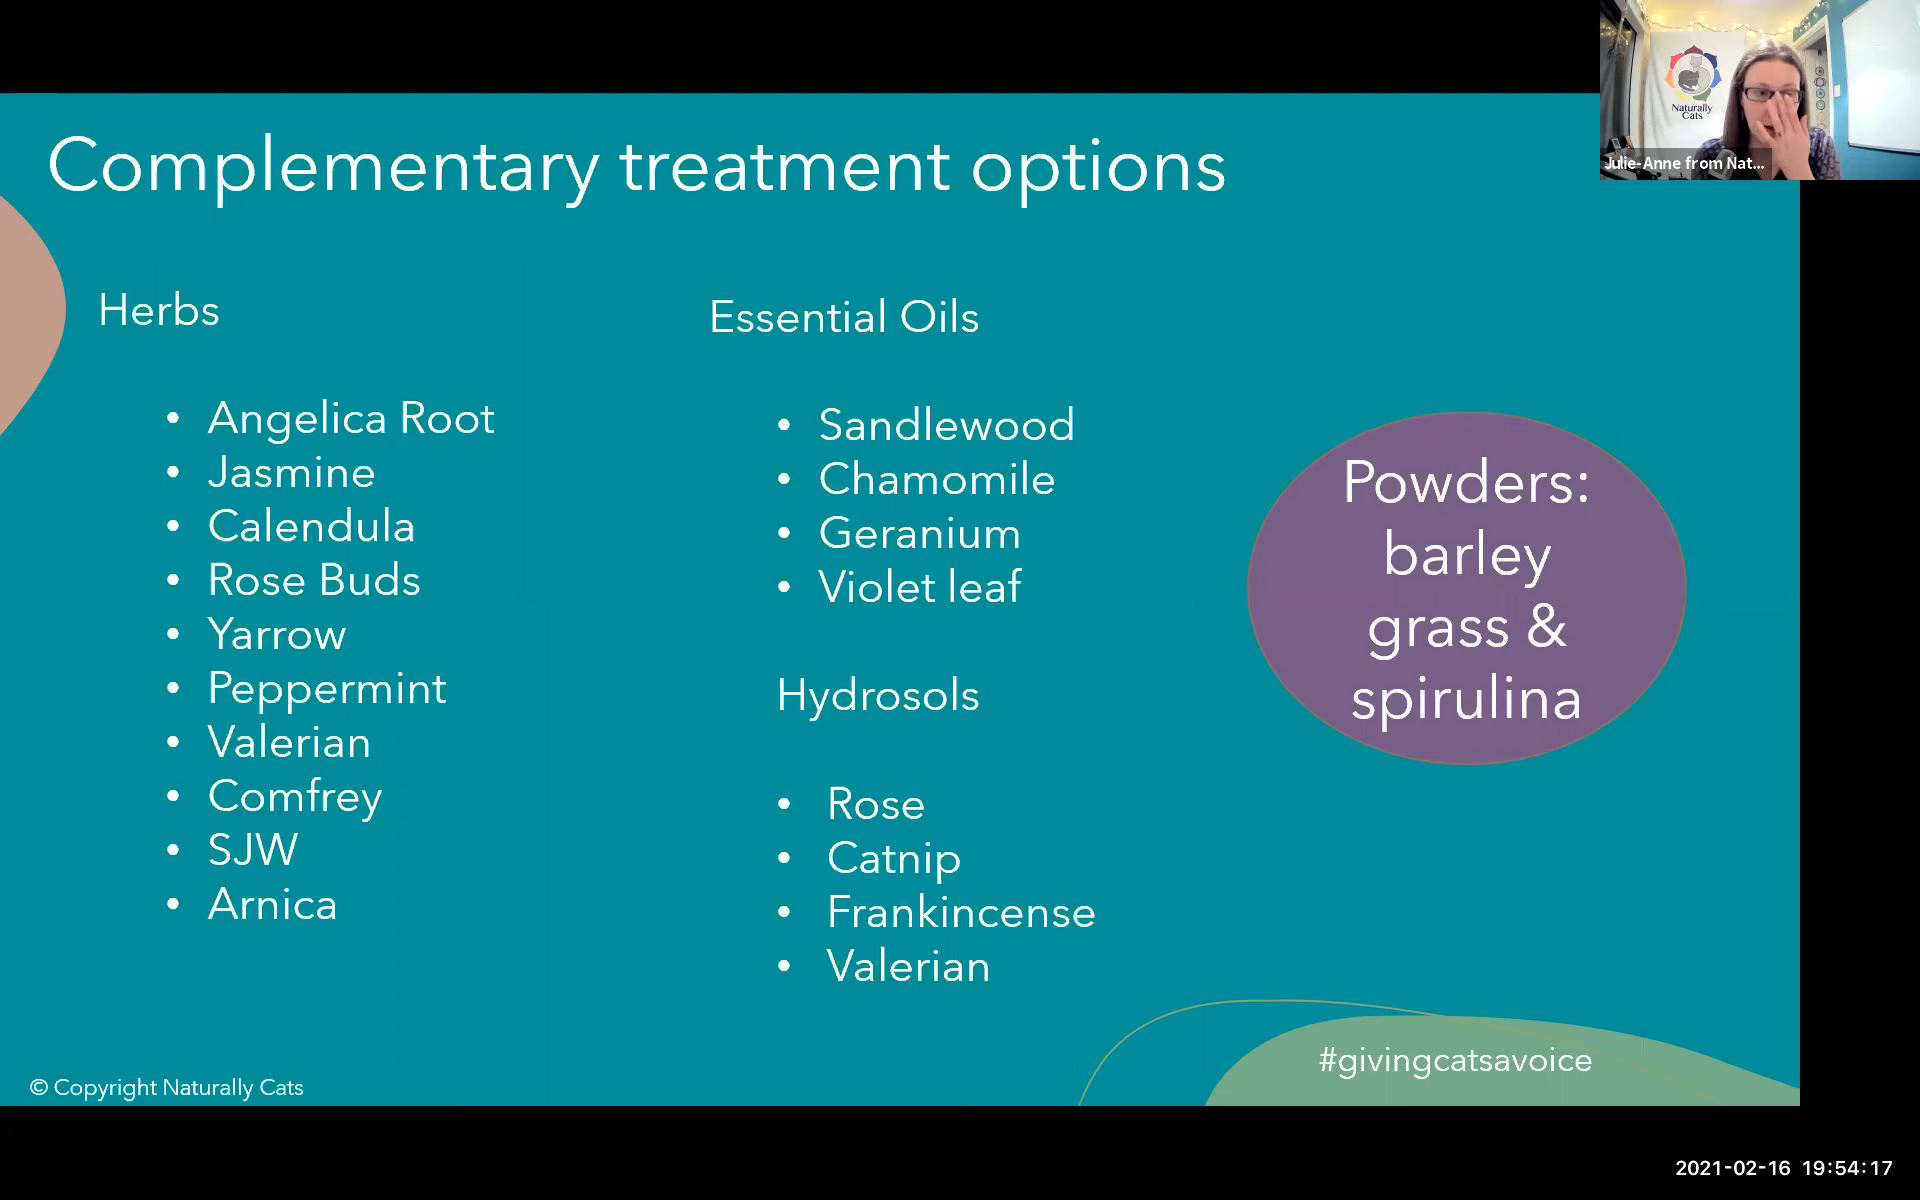 Naturally
Cats
Julie-Anne from Nat...
Complementary treatment options
Herbs
• Angelica Root
• Jasmine
• Calendula
• Rose Buds
• Yarrow
• Peppermint
• Valerian
• Comfrey
• SJW
• Arnica
Essential Oils
• Sandlewood
• Chamomile
• Geranium
• Violet leaf
Hydrosols
• Rose
• Catnip
• Frankincense
• Valerian
Powders:
barley
grass &
spirulina
#givingcatsavoice
© Copyright Naturally Cats
2021-02-16 19:54:17